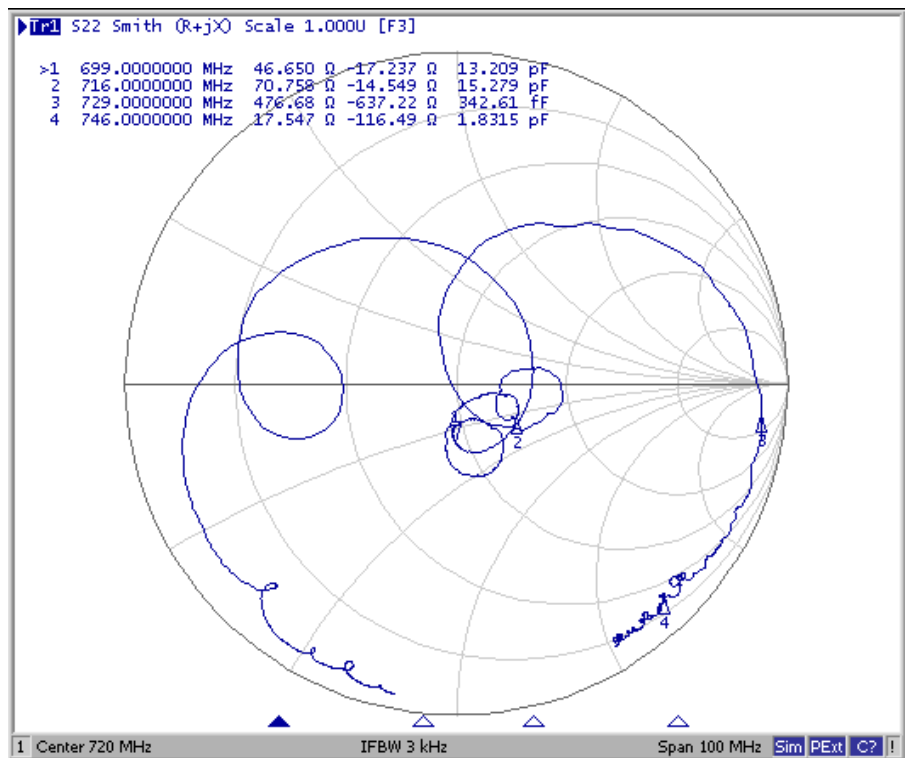 Tr1 S22 Smith (R+jX) Scale 1.000U [F3]
>1 699.0000000 MHz 46.650 Ω -17.237 Ω 13.209 pF
2 716.0000000 MHz 70.758 Ω -14.549 Ω 15.279 pF
3 729.0000000 MHz 476.68 Ω -637.22 Ω 342.61 fF
4 746.0000000 MHz 17.547 Ω -116.49 Ω 1.8315 pF
2
3
4
1 Center 720 MHz IFBW 3 kHz Span 100 MHz Sim PExt C? !